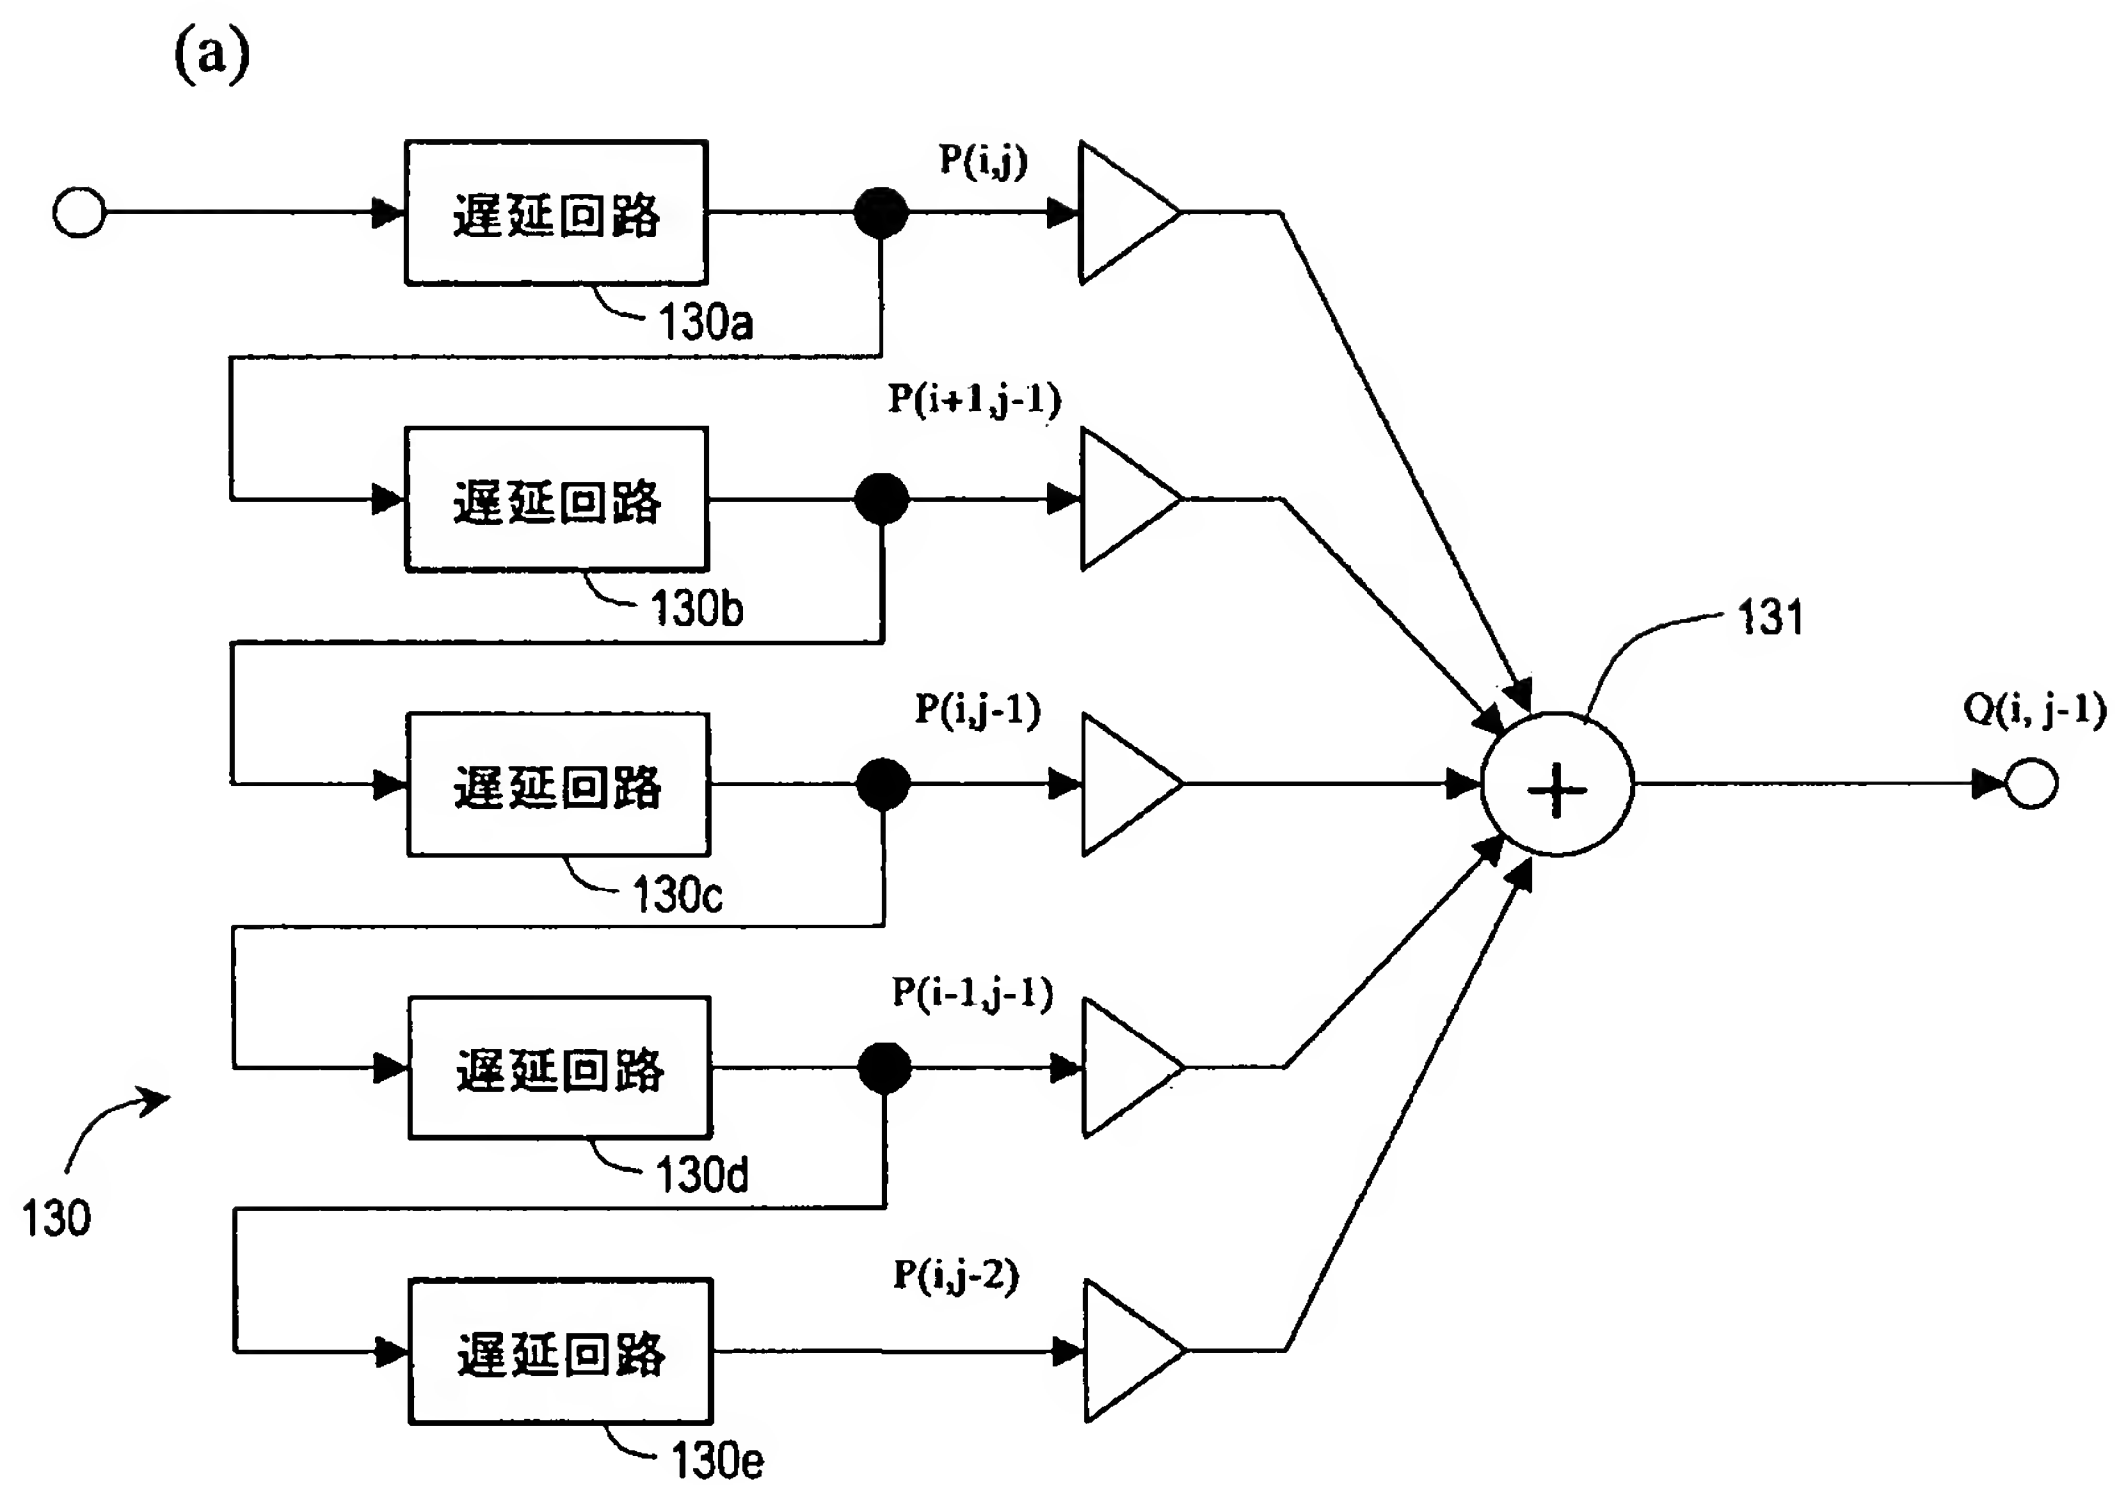 (a)
P(i,j)
遅延回路
130a
P(i+1,j-1)
遅延回路
130b
131
P(i,j-1)
Q(i, j-1)
遅延回路
+
130c
P(i-1,j-1)
遅延回路
130d
130
P(i,j-2)
遅延回路
130e